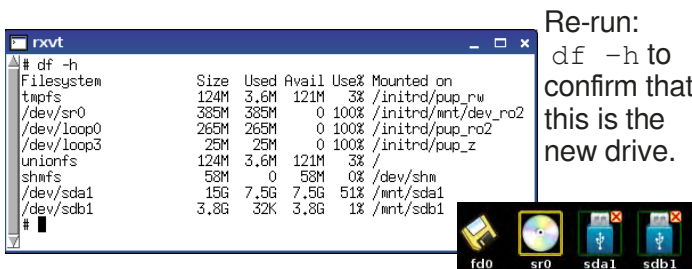 rxvt
# df -h
Filesystem Size Used Avail Use% Mounted on
tmpfs 124M 3.6M 121M 3% /initrd/pup_rw
/dev/sr0 385M 385M 0 100% /initrd/mnt/dev_ro2
/dev/loop0 265M 265M 0 100% /initrd/pup_ro2
/dev/loop3 25M 25M 0 100% /initrd/pup_z
unionfs 124M 3.6M 121M 3% /
shmfs 58M 0 58M 0% /dev/shm
/dev/sda1 15G 7.5G 7.5G 51% /mnt/sda1
/dev/sdb1 3.8G 32K 3.8G 1% /mnt/sdb1
#
Re-run:
df -h to
confirm that
this is the
new drive.
fd0 sr0 sda1 sdb1